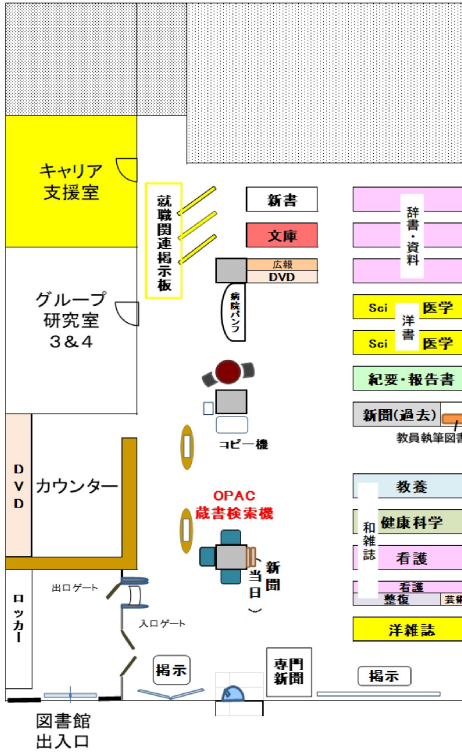 キャリア
支援室
就職関連掲示板
新書
文庫
広報
DVD
病院パンフ
辞書・資料
グループ
研究室
3&4
Sci 医学
洋書
Sci 医学
紀要・報告書
新聞(過去)
教員執筆図書
コピー機
DVD
カウンター
OPAC
蔵書検索機
新聞
(当日)
和雑誌
教養
健康科学
看護
看護
整復
芸術
洋雑誌
ロッカー
出口ゲート
入口ゲート
掲示
専門
新聞
掲示
図書館
出入口